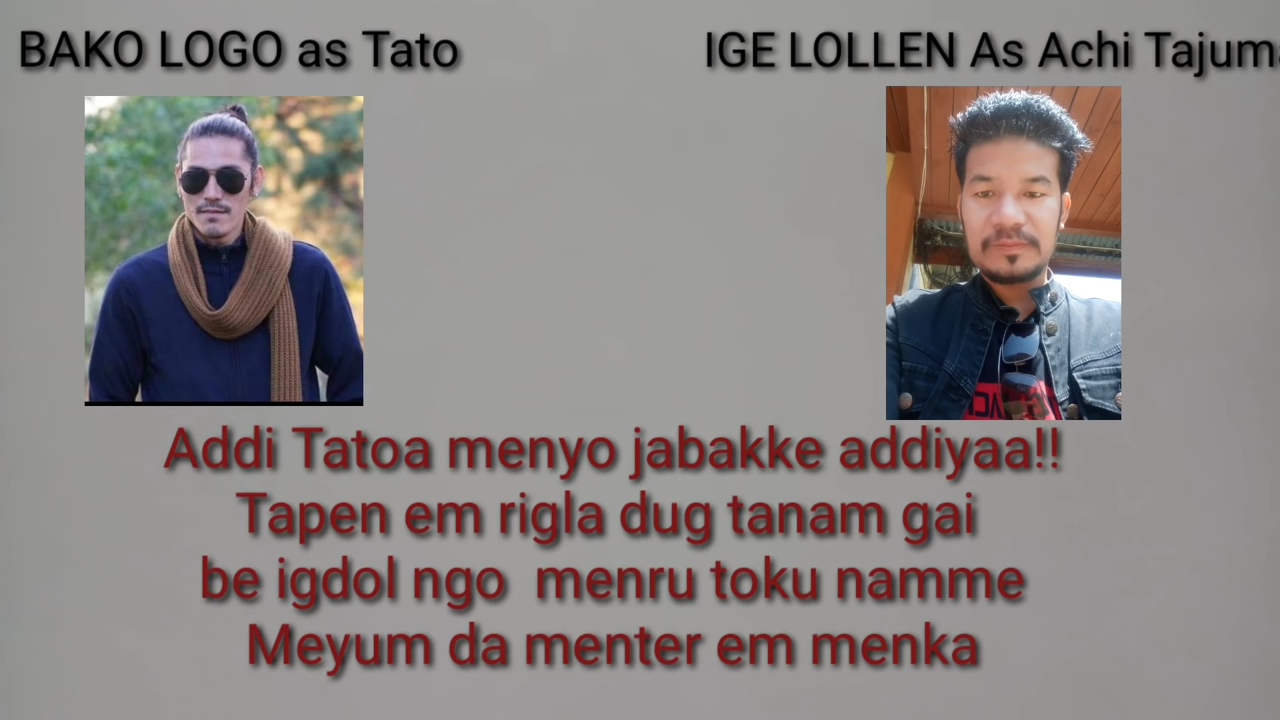 BAKO LOGO as Tato
IGE LOLLEN As Achi Tajuma
Addi Tatoa menyo jabakke addiyaa!!
Tapen em rigla dug tanam gai
be igdol ngo menru toku namme
Meyum da menter em menka